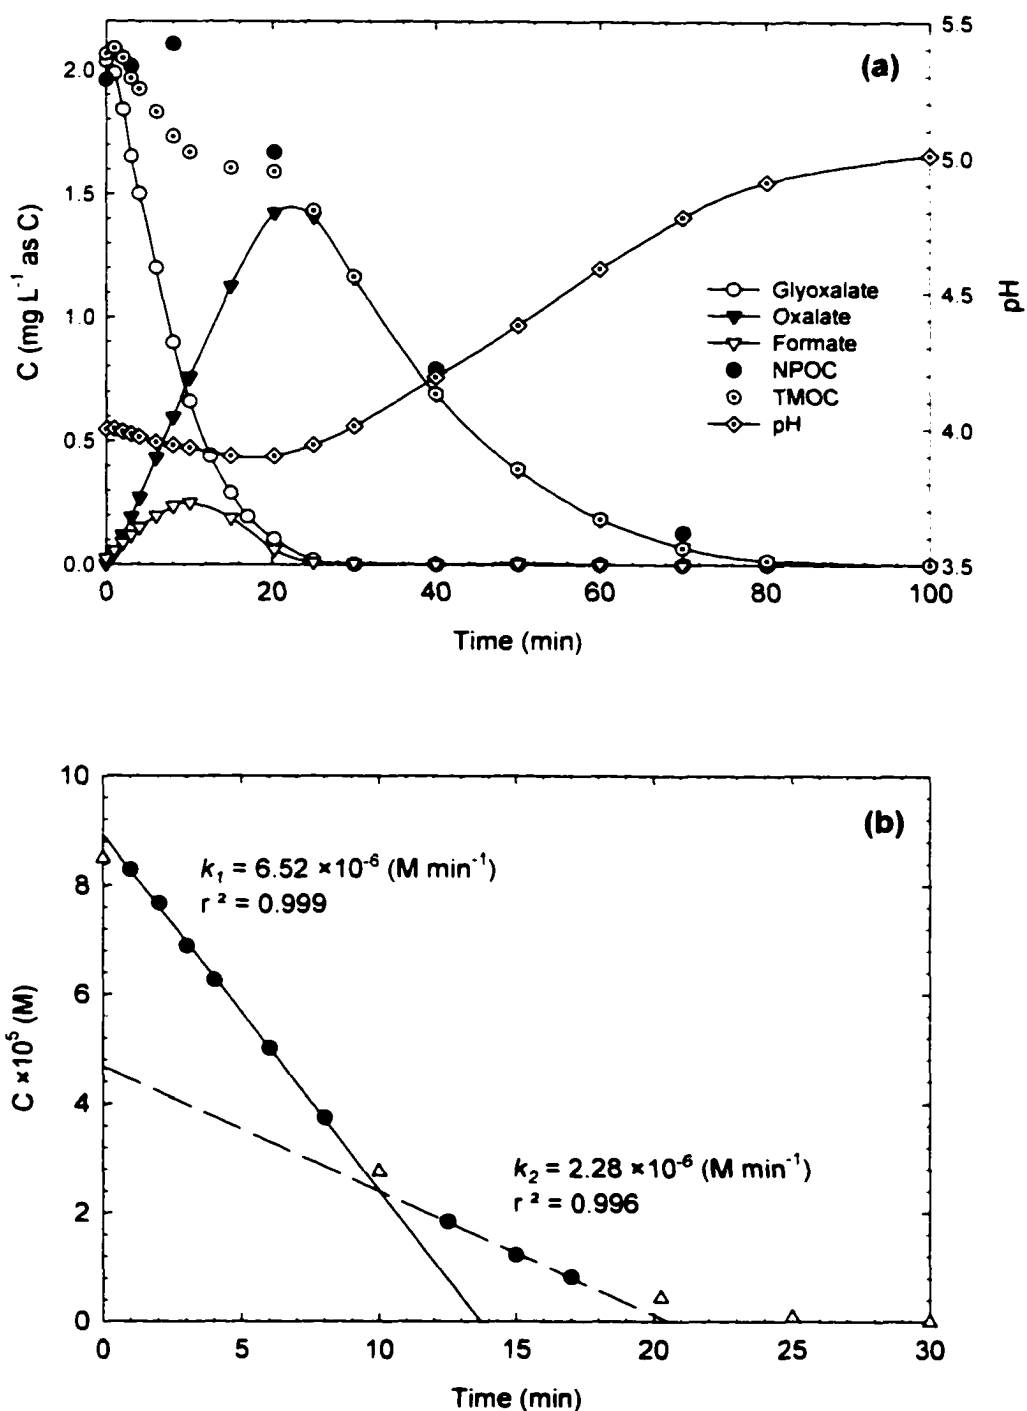 (a)
5.5
2.0
5.0
1.5
C (mg L⁻¹ as C)
1.0
4.5
pH
Glyoxalate
Oxalate
Formate
NPOC
TMOC
pH
0.5
4.0
0.0
3.5
0 20 40 60 80 100
Time (min)
10
(b)
k₁ = 6.52 ×10⁻⁶ (M min⁻¹)
r² = 0.999
8
6
C ×10⁵ (M)
4
k₂ = 2.28 ×10⁻⁶ (M min⁻¹)
r² = 0.996
2
0
0 5 10 15 20 25 30
Time (min)